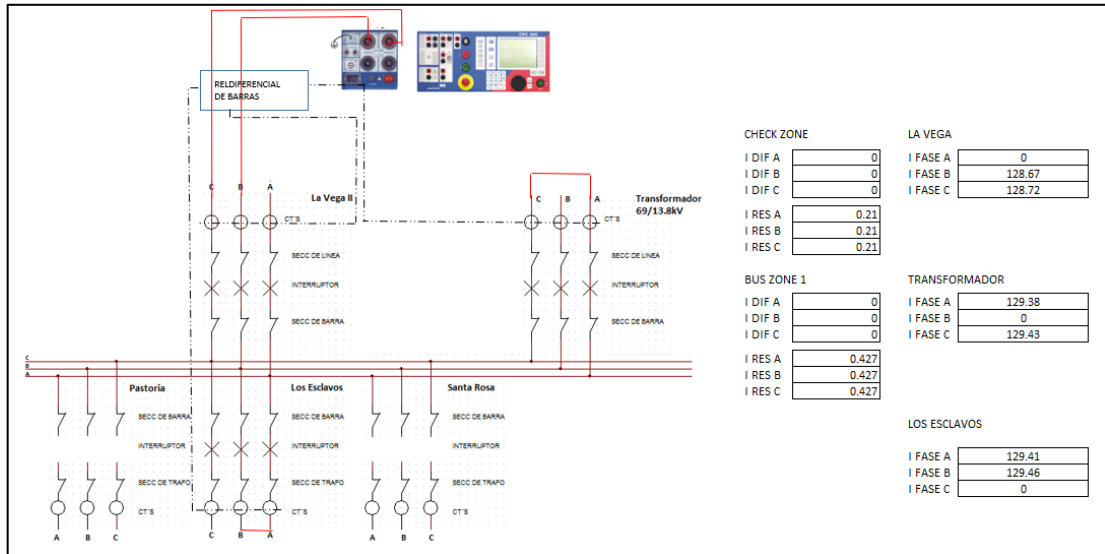 CPC 100
RELDIFERENCIAL
DE BARRAS
C B A
La Vega II
CT´S
SECC DE LINEA
INTERRUPTOR
SECC DE BARRA
C B A
Transformador
69/13.8kV
CT´S
SECC DE LINEA
INTERRUPTOR
SECC DE BARRA
C
B
A
Pastoria
SECC DE BARRA
INTERRUPTOR
SECC DE TRAFO
CT´S
A B C
Los Esclavos
SECC DE BARRA
INTERRUPTOR
SECC DE TRAFO
CT´S
C B A
Santa Rosa
SECC DE BARRA
INTERRUPTOR
SECC DE TRAFO
CT´S
A B C
CHECK ZONE
I DIF A 0
I DIF B 0
I DIF C 0
I RES A 0.21
I RES B 0.21
I RES C 0.21
BUS ZONE 1
I DIF A 0
I DIF B 0
I DIF C 0
I RES A 0.427
I RES B 0.427
I RES C 0.427
LA VEGA
I FASE A 0
I FASE B 128.67
I FASE C 128.72
TRANSFORMADOR
I FASE A 129.38
I FASE B 0
I FASE C 129.43
LOS ESCLAVOS
I FASE A 129.41
I FASE B 129.46
I FASE C 0